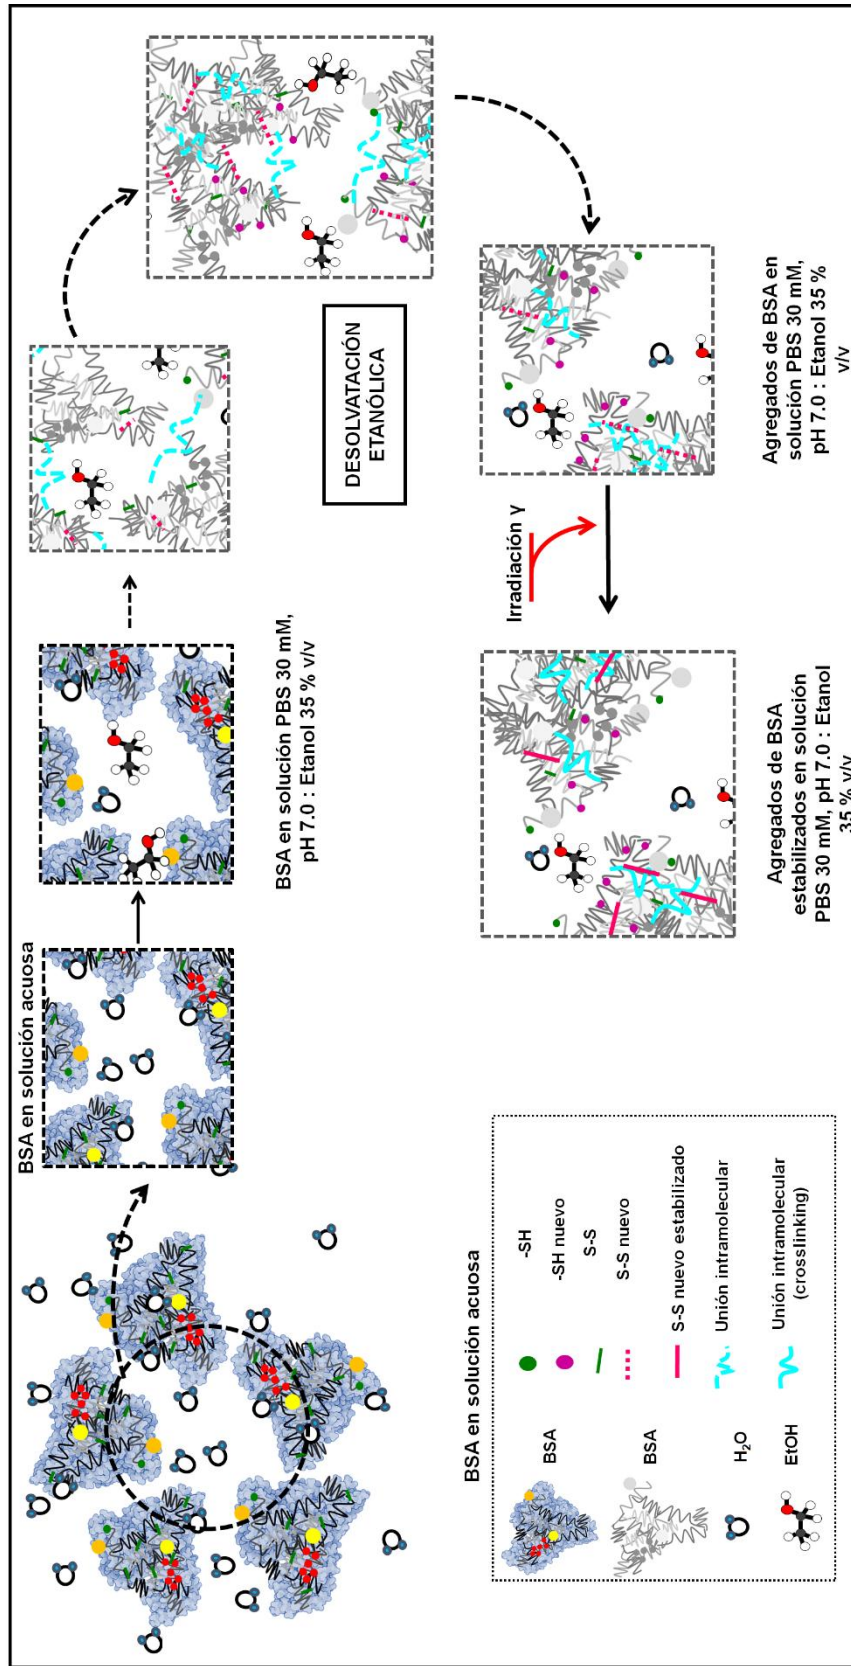 BSA en solución acuosa
BSA en solución PBS 30 mM,
pH 7.0 : Etanol 35 % v/v
DESOLVATACIÓN
ETANÓLICA
Agregados de BSA en
solución PBS 30 mM,
pH 7.0 : Etanol 35 %
v/v
Irradiación γ
Agregados de BSA
estabilizados en solución
PBS 30 mM, pH 7.0 : Etanol
35 % v/v
BSA en solución acuosa
BSA
BSA
H2O
EtOH
-SH
-SH nuevo
S-S
S-S nuevo
S-S nuevo estabilizado
Unión intramolecular
Unión intramolecular
(crosslinking)